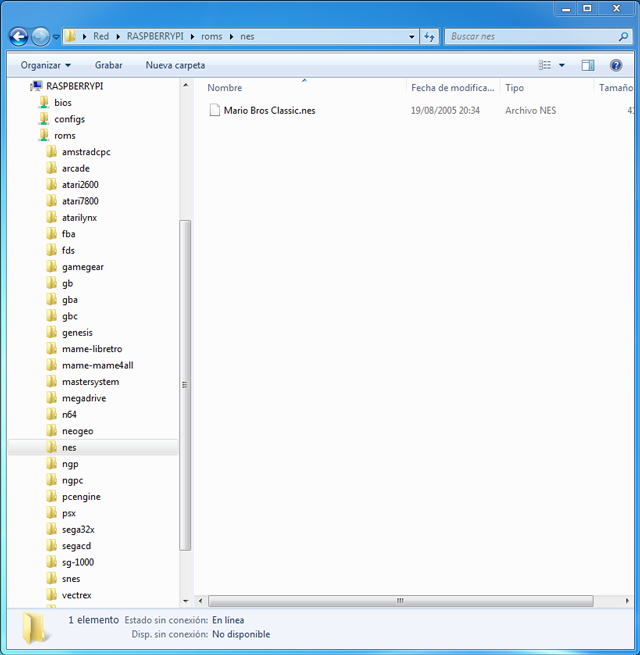 Red RASPBERRYPI roms nes Buscar nes
Organizar Grabar Nueva carpeta
RASPBERRYPI
bios
configs
roms
amstradcpc
arcade
atari2600
atari7800
atarilynx
fba
fds
gamegear
gb
gba
gbc
genesis
mame-libretro
mame-mame4all
mastersystem
megadrive
n64
neogeo
nes
ngp
ngpc
pcengine
psx
sega32x
segacd
sg-1000
snes
vectrex
Nombre Fecha de modifica... Tipo Tamaño
Mario Bros Classic.nes 19/08/2005 20:34 Archivo NES 41
1 elemento Estado sin conexión: En línea
Disp. sin conexión: No disponible